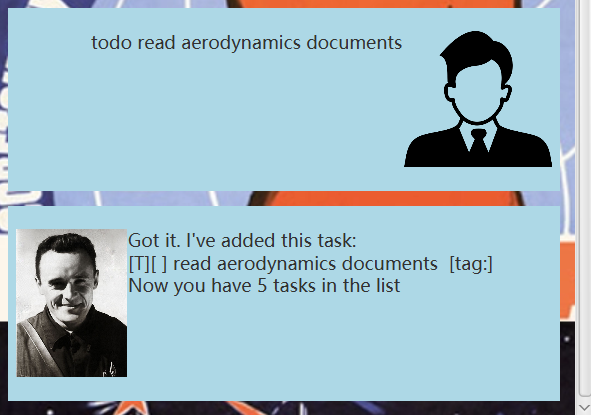 todo read aerodynamics documents
Got it. I've added this task:
[T][ ] read aerodynamics documents  [tag:]
Now you have 5 tasks in the list